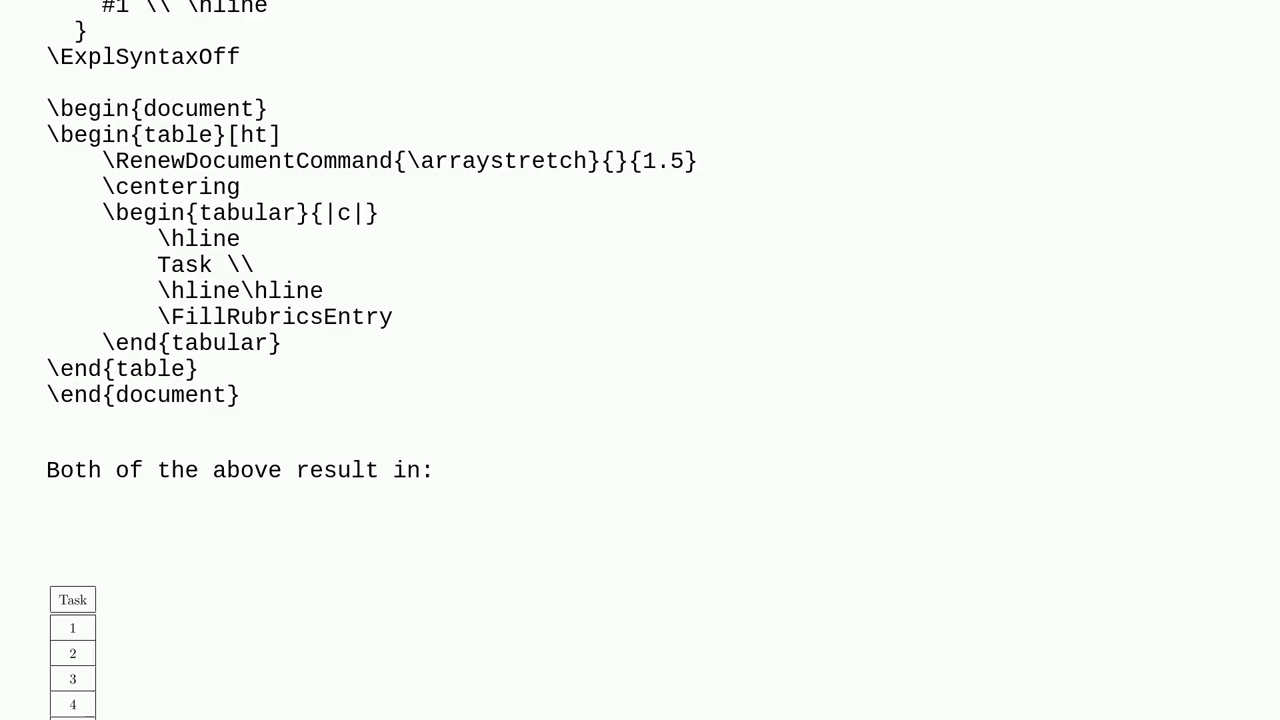 #1 \\ \hline
  }
\ExplSyntaxOff

\begin{document}
\begin{table}[ht]
    \RenewDocumentCommand{\arraystretch}{}{1.5}
    \centering
    \begin{tabular}{|c|}
        \hline
        Task \\
        \hline\hline
        \FillRubricsEntry
    \end{tabular}
\end{table}
\end{document}

Both of the above result in:

Task
1
2
3
4